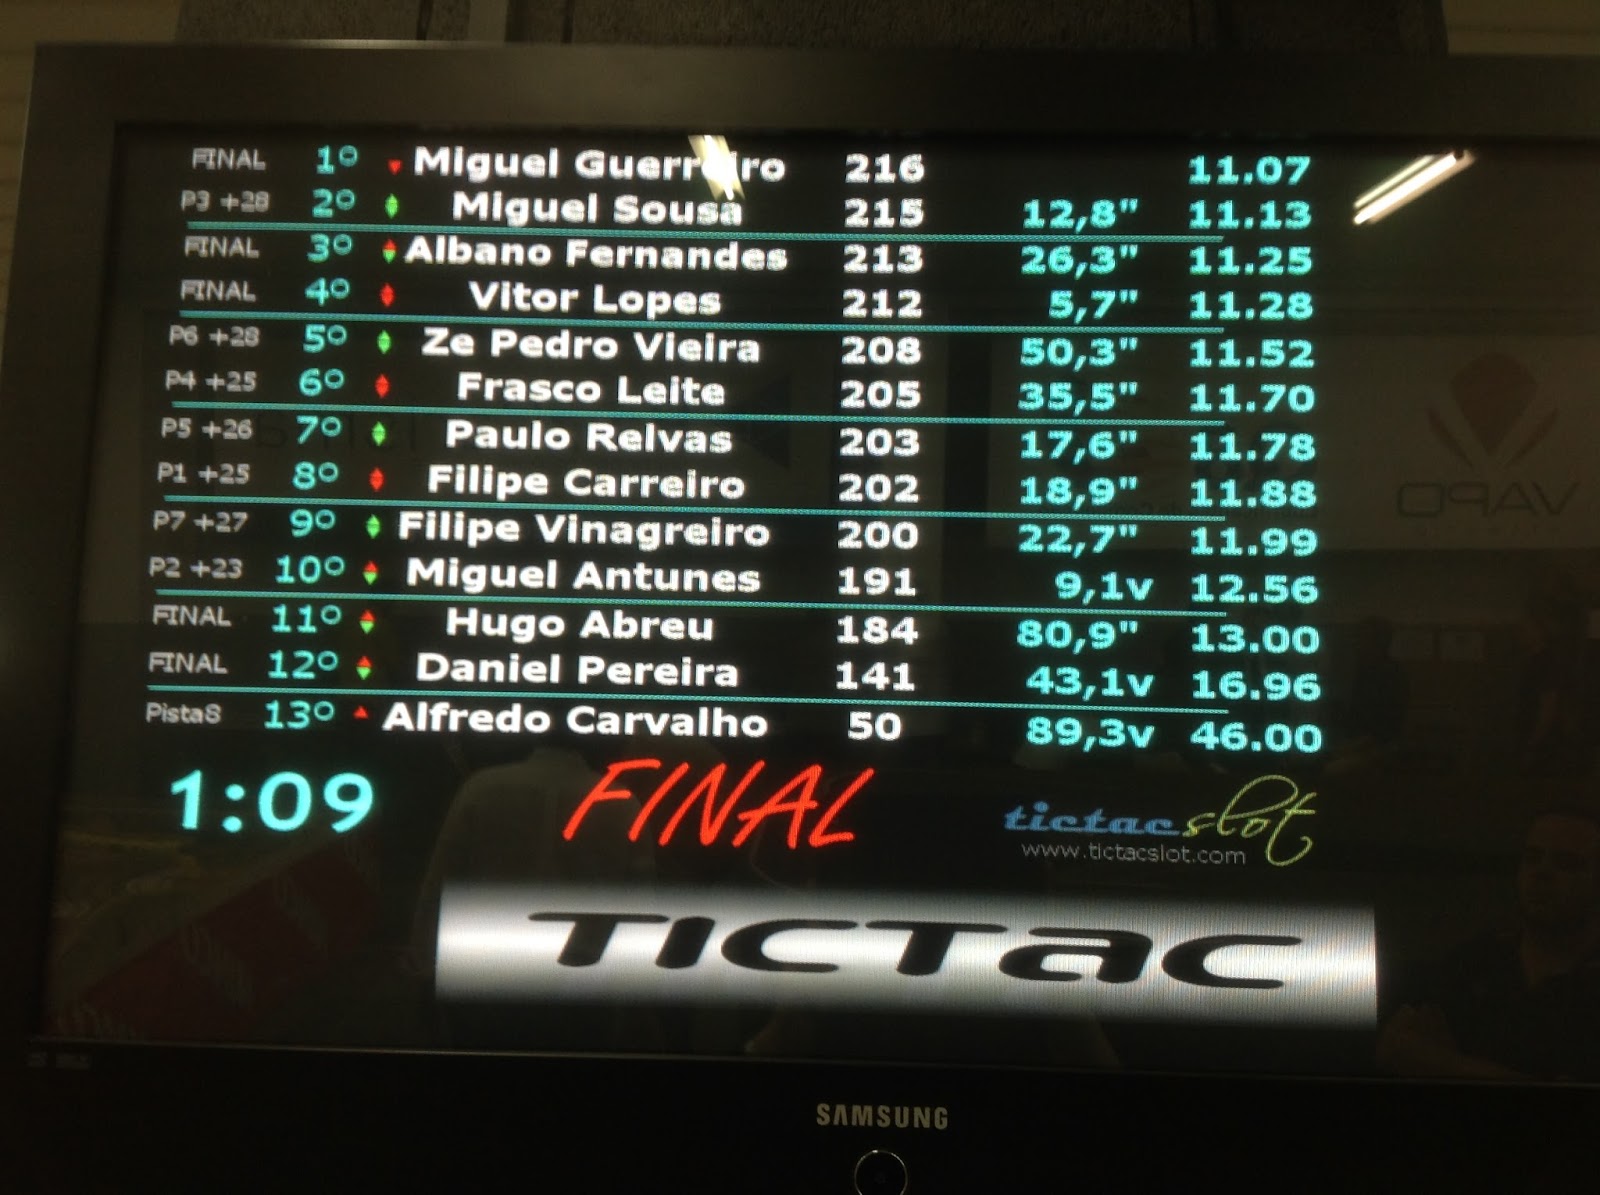 FINAL 1º Miguel Guerreiro 216 11.07
P3 +28 2º Miguel Sousa 215 12,8" 11.13
FINAL 3º Albano Fernandes 213 26,3" 11.25
FINAL 4º Vitor Lopes 212 5,7" 11.28
P6 +28 5º Ze Pedro Vieira 208 50,3" 11.52
P4 +25 6º Frasco Leite 205 35,5" 11.70
P5 +26 7º Paulo Relvas 203 17,6" 11.78
P1 +25 8º Filipe Carreiro 202 18,9" 11.88
P7 +27 9º Filipe Vinagreiro 200 22,7" 11.99
P2 +23 10º Miguel Antunes 191 9,1v 12.56
FINAL 11º Hugo Abreu 184 80,9" 13.00
FINAL 12º Daniel Pereira 141 43,1v 16.96
Pista8 13º Alfredo Carvalho 50 89,3v 46.00
1:09 FINAL tictac slot
www.tictacslot.com
TICTAC
SAMSUNG
VAPO